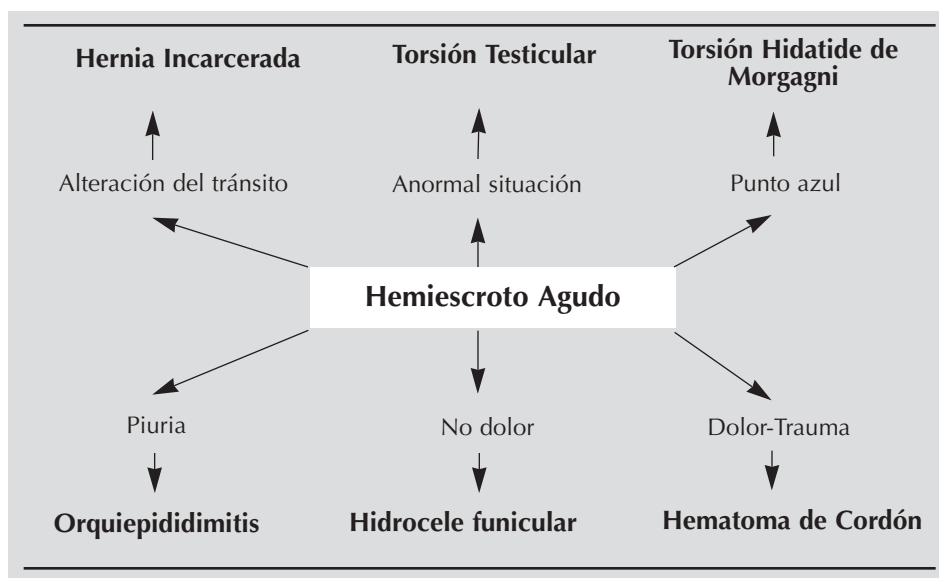 Hernia Incarcerada
Torsión Testicular
Torsión Hidatide de
Morgagni
Alteración del tránsito
Anormal situación
Punto azul
Hemiescroto Agudo
Piuria
No dolor
Dolor-Trauma
Orquiepididimitis
Hidrocele funicular
Hematoma de Cordón